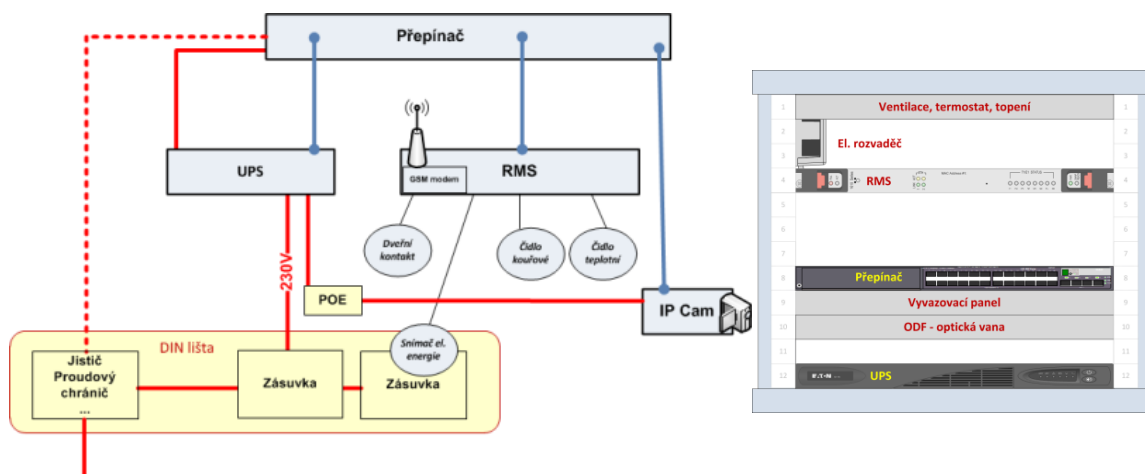 Přepínač
UPS
GSM modem
RMS
Dveřní
kontakt
Čidlo
kouřové
Čidlo
teplotní
230V
POE
IP Cam
Snímač el.
energie
DIN lišta
Jistič
Proudový
chránič
...
Zásuvka
Zásuvka
1 Ventilace, termostat, topení 1
2 2
El. rozvaděč
3 3
4 RMS 4
5 5
6 6
7 7
8 Přepínač 8
9 Vyvazovací panel 9
10 ODF - optická vana 10
11 11
12 E·T·N UPS 12